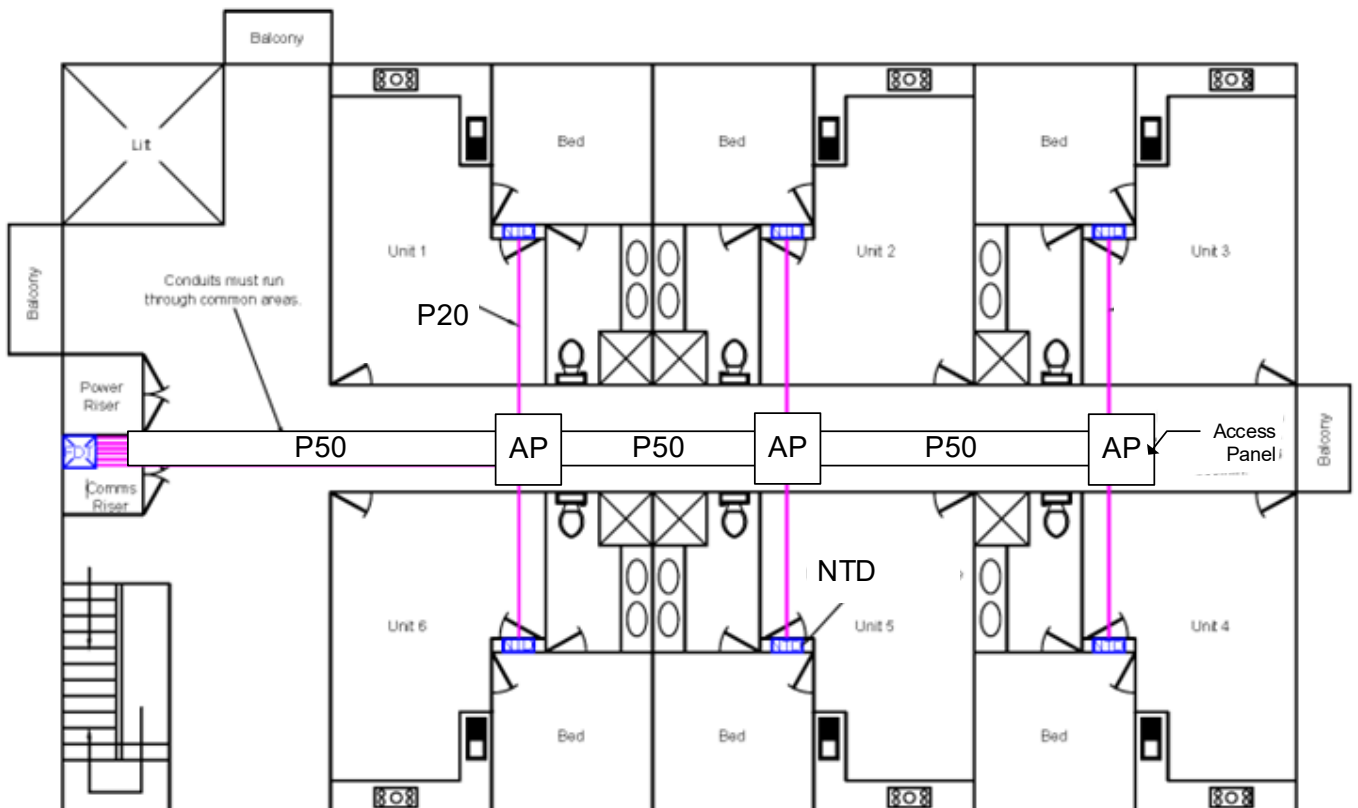 Balcony
Lift
Bed
Bed
Bed
Unit 1
Unit 2
Unit 3
Balcony
Conduits must run
through common areas.
P20
Power
Riser
P50
AP
P50
AP
P50
AP
Access
Panel
Balcony
Comms
Riser
NTD
Unit 6
Unit 5
Unit 4
Bed
Bed
Bed